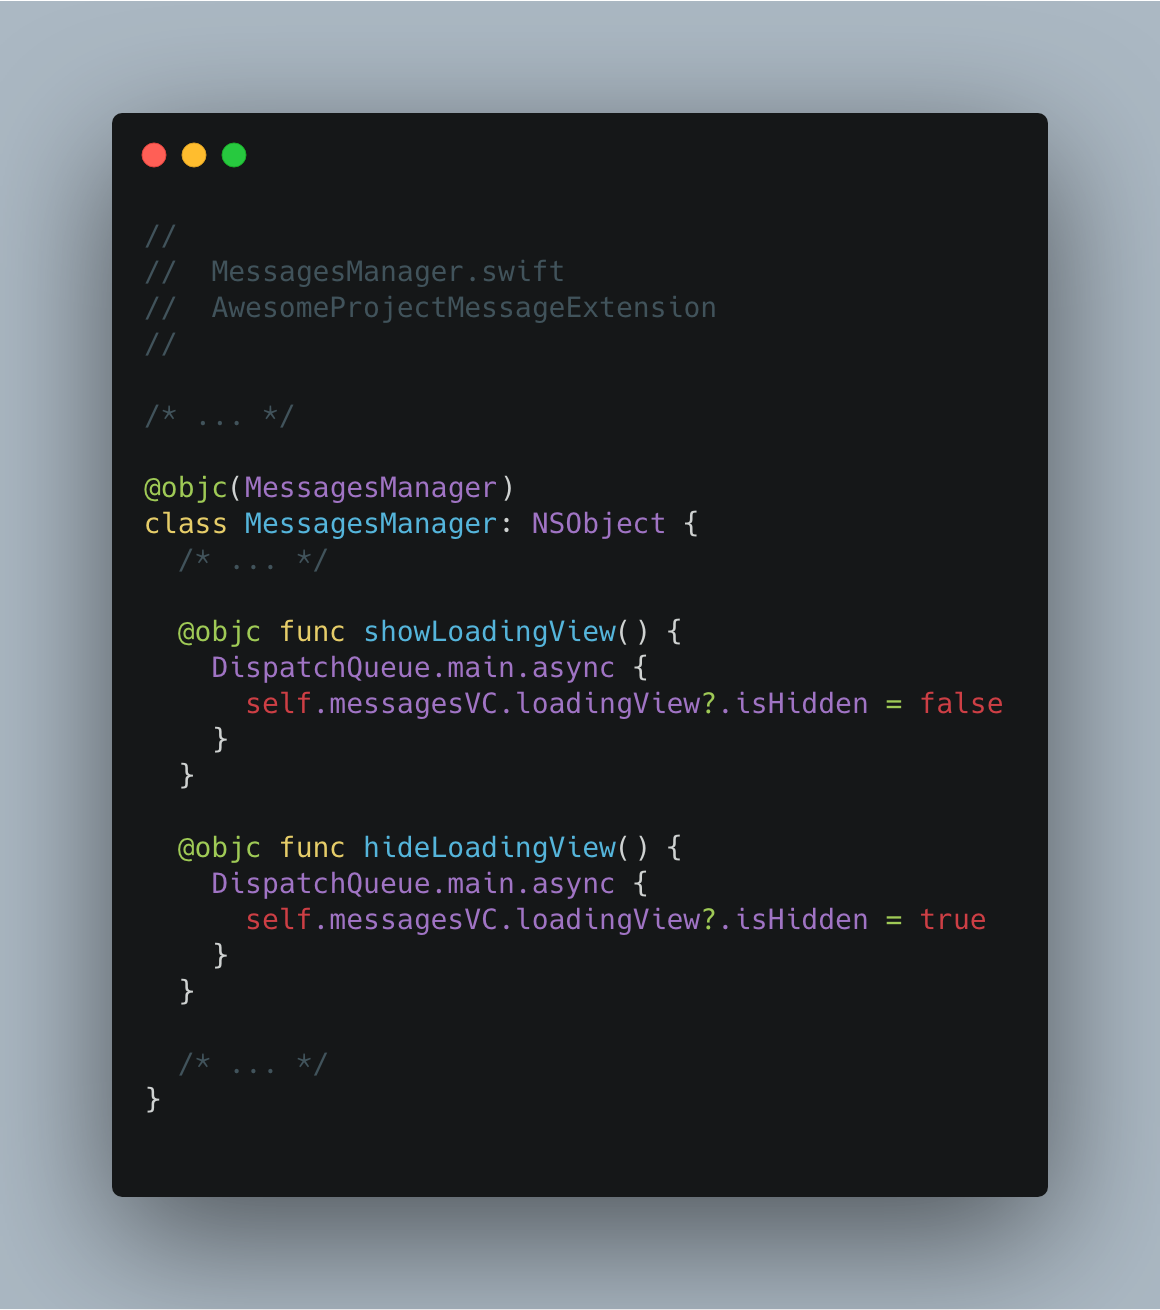 //
//  MessagesManager.swift
//  AwesomeProjectMessageExtension
//

/* ... */

@objc(MessagesManager)
class MessagesManager: NSObject {
  /* ... */

  @objc func showLoadingView() {
    DispatchQueue.main.async {
      self.messagesVC.loadingView?.isHidden = false
    }
  }

  @objc func hideLoadingView() {
    DispatchQueue.main.async {
      self.messagesVC.loadingView?.isHidden = true
    }
  }

  /* ... */
}